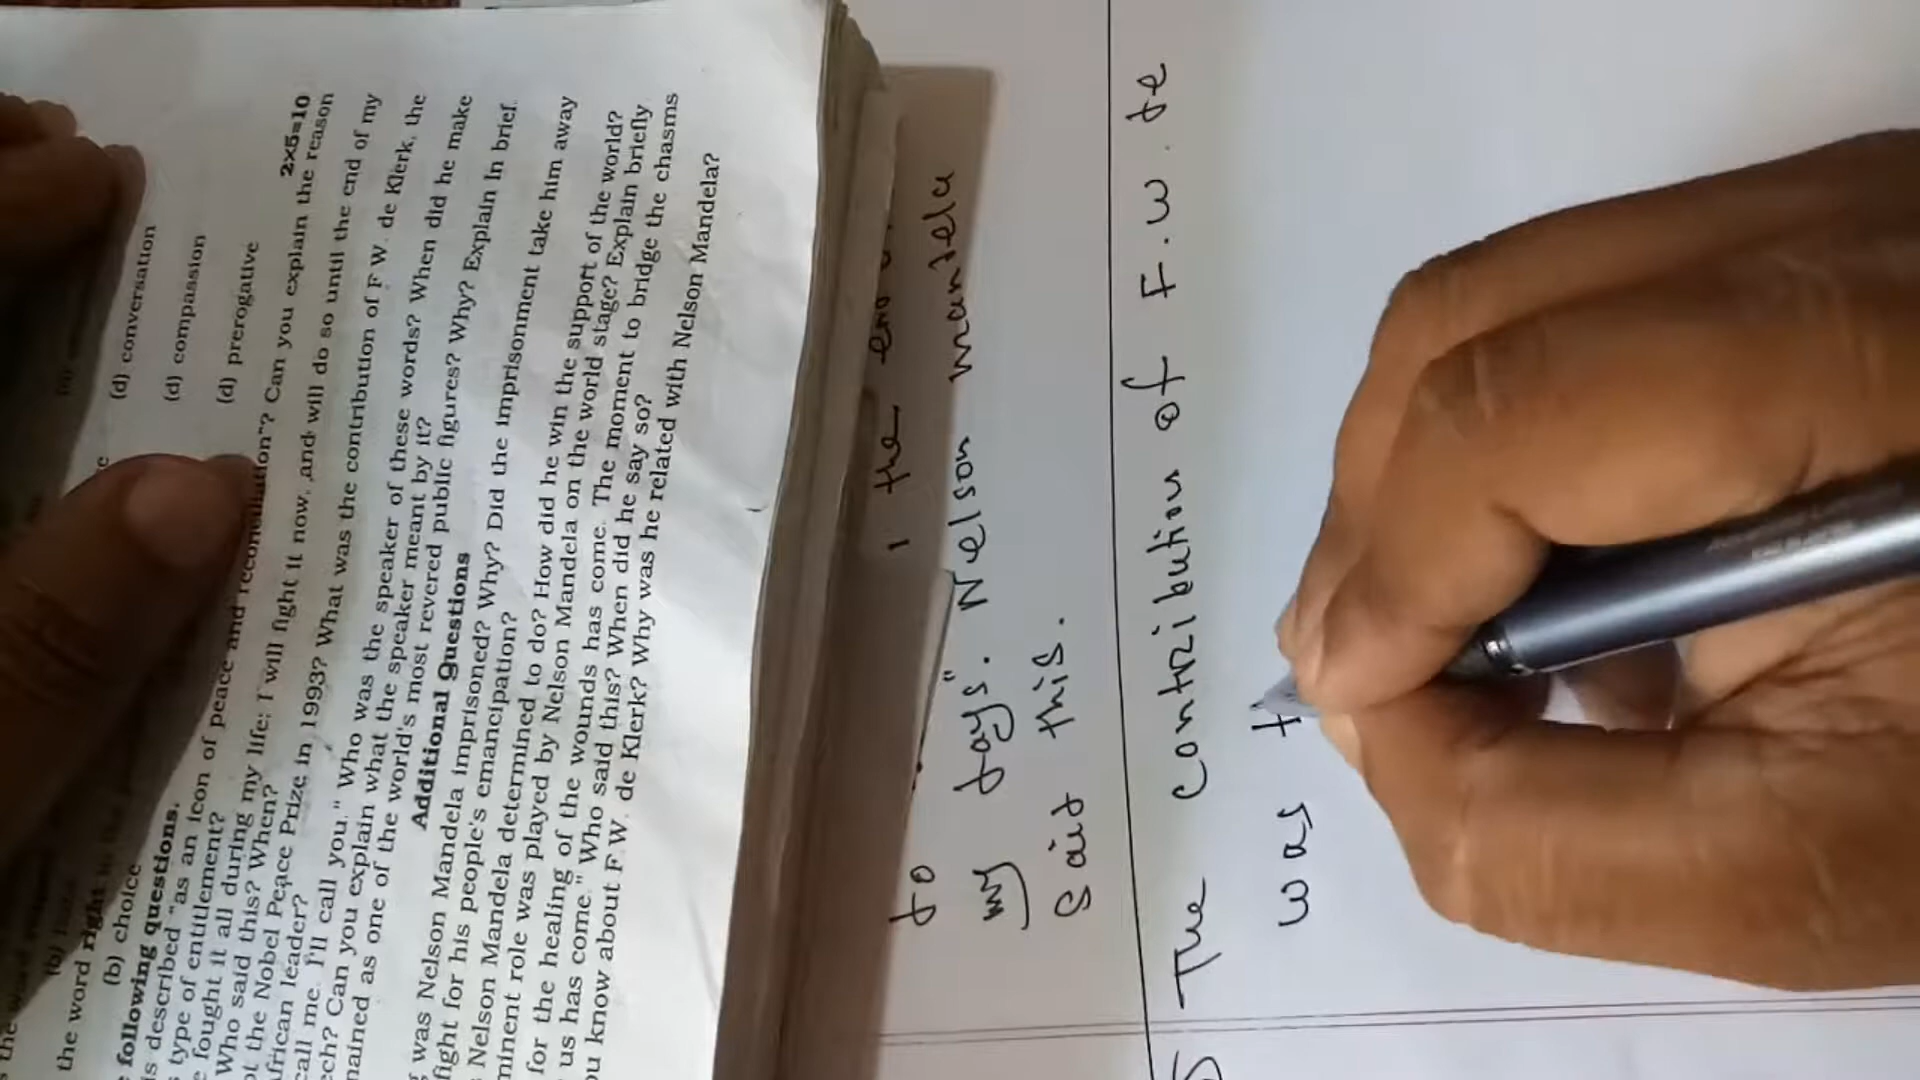 (d) conversation
(d) compassion
the word right
(b) choice
(d) prerogative
following questions.
2×5=10
is described "as an icon of peace and reconciliation"? Can you explain the reason
type of entitlement?
fought it all during my life; I will fight it now, and will do so until the end of my
Who said this? When?
the Nobel Peace Prize in 1993? What was the contribution of F.W. de Klerk, the
African leader?
call me. I'll call you." Who was the speaker of these words? When did he make
ech? Can you explain what the speaker meant by it?
mained as one of the world's most revered public figures? Why? Explain in brief.
Additional Questions
was Nelson Mandela imprisoned? Why? Did the imprisonment take him away
fight for his people's emancipation?
Nelson Mandela determined to do? How did he win the support of the world?
minent role was played by Nelson Mandela on the world stage? Explain briefly
for the healing of the wounds has come. The moment to bridge the chasms
us has come." Who said this? When did he say so?
ou know about F.W. de Klerk? Why was he related with Nelson Mandela?
to the end
my days". Nelson mandela
said this.
5 The contribution of F.W. de
was t